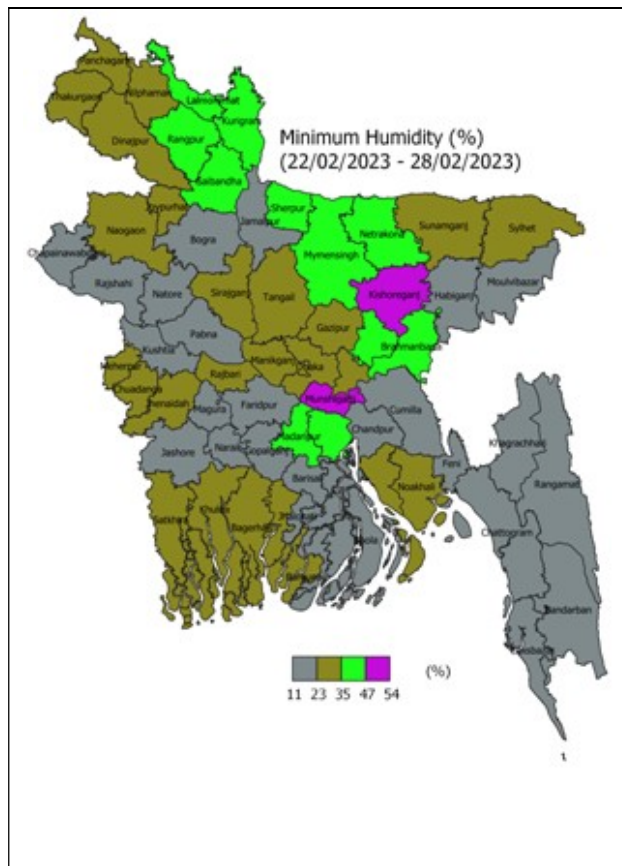 Panchagarh
Thakurgaon
Nilphamari
Lalmonirhat
Kurigram
Dinajpur
Rangpur
Minimum Humidity (%)
(22/02/2023 - 28/02/2023)
Gaibandha
Joypurhat
Sherpur
Jamalpur
Naogaon
Netrakona
Sunamganj
Sylhet
Bogra
Mymensingh
Chapainawabganj
Moulvibazar
Rajshahi
Natore
Sirajganj
Tangail
Kishoreganj
Habiganj
Pabna
Gazipur
Kushtia
Brahmanbaria
Meherpur
Manikganj
Dhaka
Rajbari
Chuadanga
Jhenaidah
Munshiganj
Magura
Faridpur
Cumilla
Madaripur
Chandpur
Khagrachhari
Jashore
Narail
Gopalganj
Feni
Barisal
Rangamati
Noakhali
Satkhira
Khulna
Bagerhat
Chattogram
Bhola
Barguna
Bandarban
(%)
11 23 35 47 54